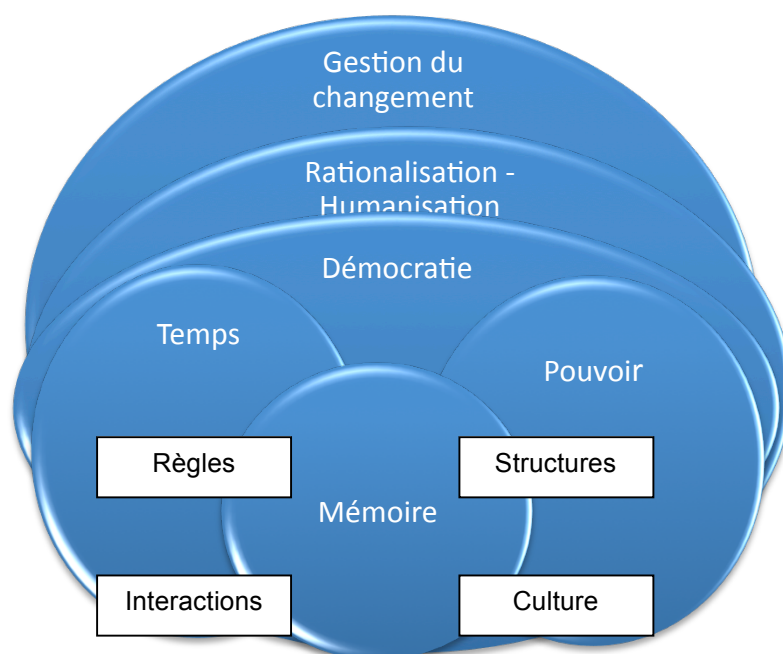 Gestion du
changement
Rationalisation -
Humanisation
Démocratie
Temps
Pouvoir
Règles
Structures
Mémoire
Interactions
Culture